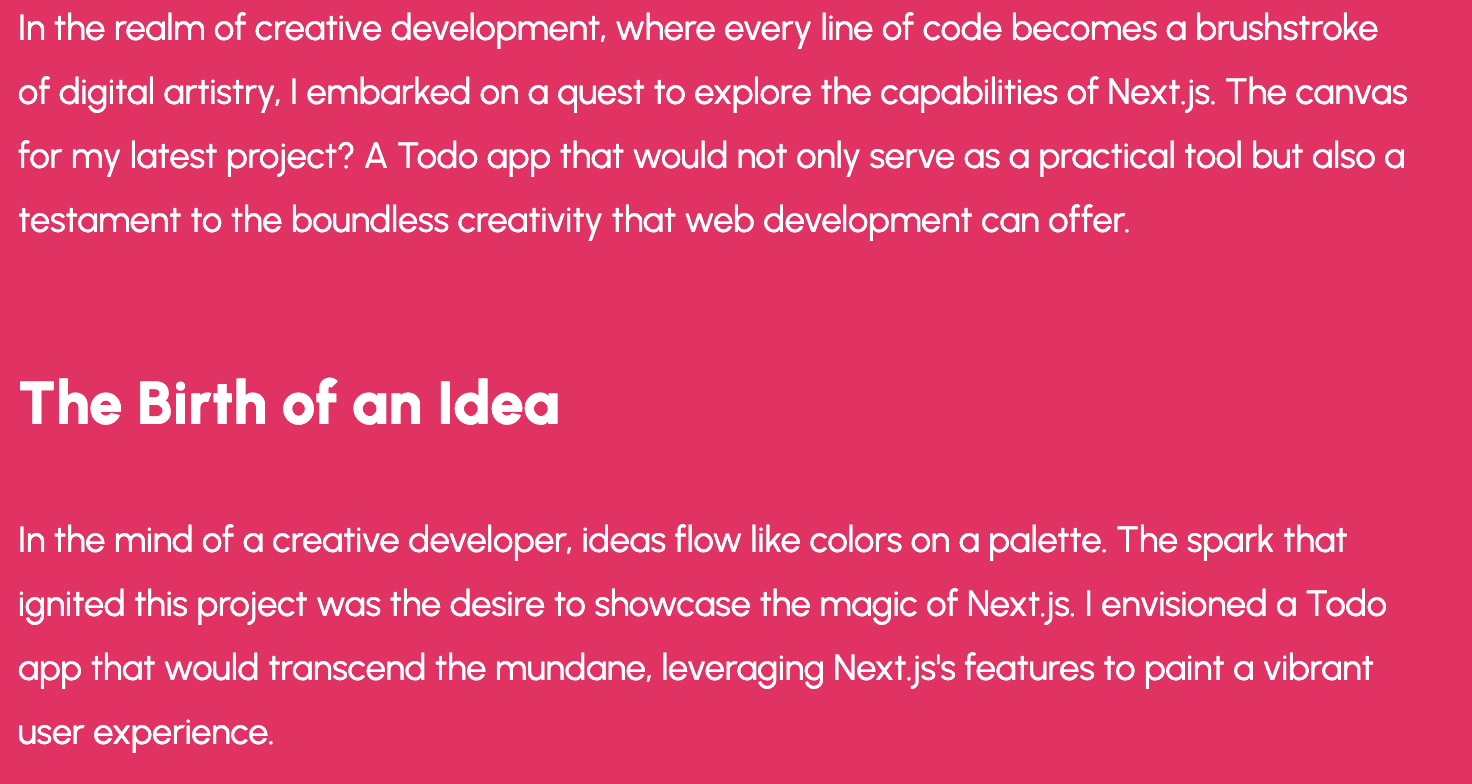 In the realm of creative development, where every line of code becomes a brushstroke
of digital artistry, I embarked on a quest to explore the capabilities of Next.js. The canvas
for my latest project? A Todo app that would not only serve as a practical tool but also a
testament to the boundless creativity that web development can offer.
The Birth of an Idea
In the mind of a creative developer, ideas flow like colors on a palette. The spark that
ignited this project was the desire to showcase the magic of Next.js. I envisioned a Todo
app that would transcend the mundane, leveraging Next.js's features to paint a vibrant
user experience.